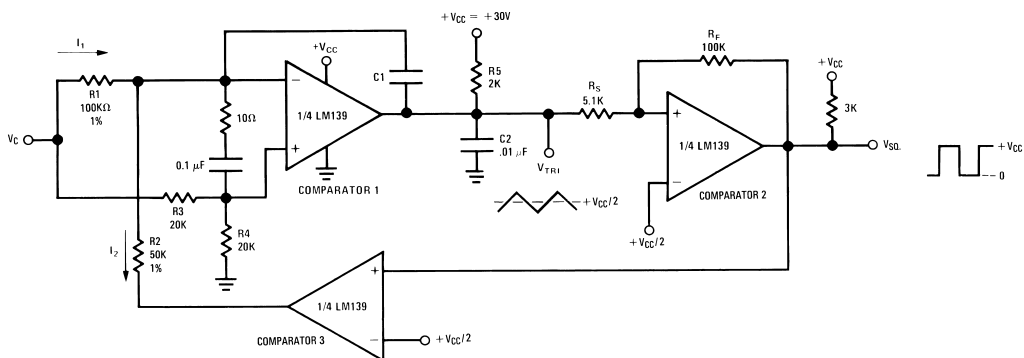 I1
R1
100KΩ
1%
VC
10Ω
0.1 μF
R3
20K
R4
20K
I2
R2
50K
1%
+VCC
−
+
1/4 LM139
COMPARATOR 1
C1
+VCC = +30V
R5
2K
C2
.01 μF
VTRI
+VCC/2
RS
5.1K
RF
100K
+
−
1/4 LM139
COMPARATOR 2
+VCC/2
+VCC
3K
VSQ.
+VCC
0
+
−
1/4 LM139
COMPARATOR 3
+VCC/2